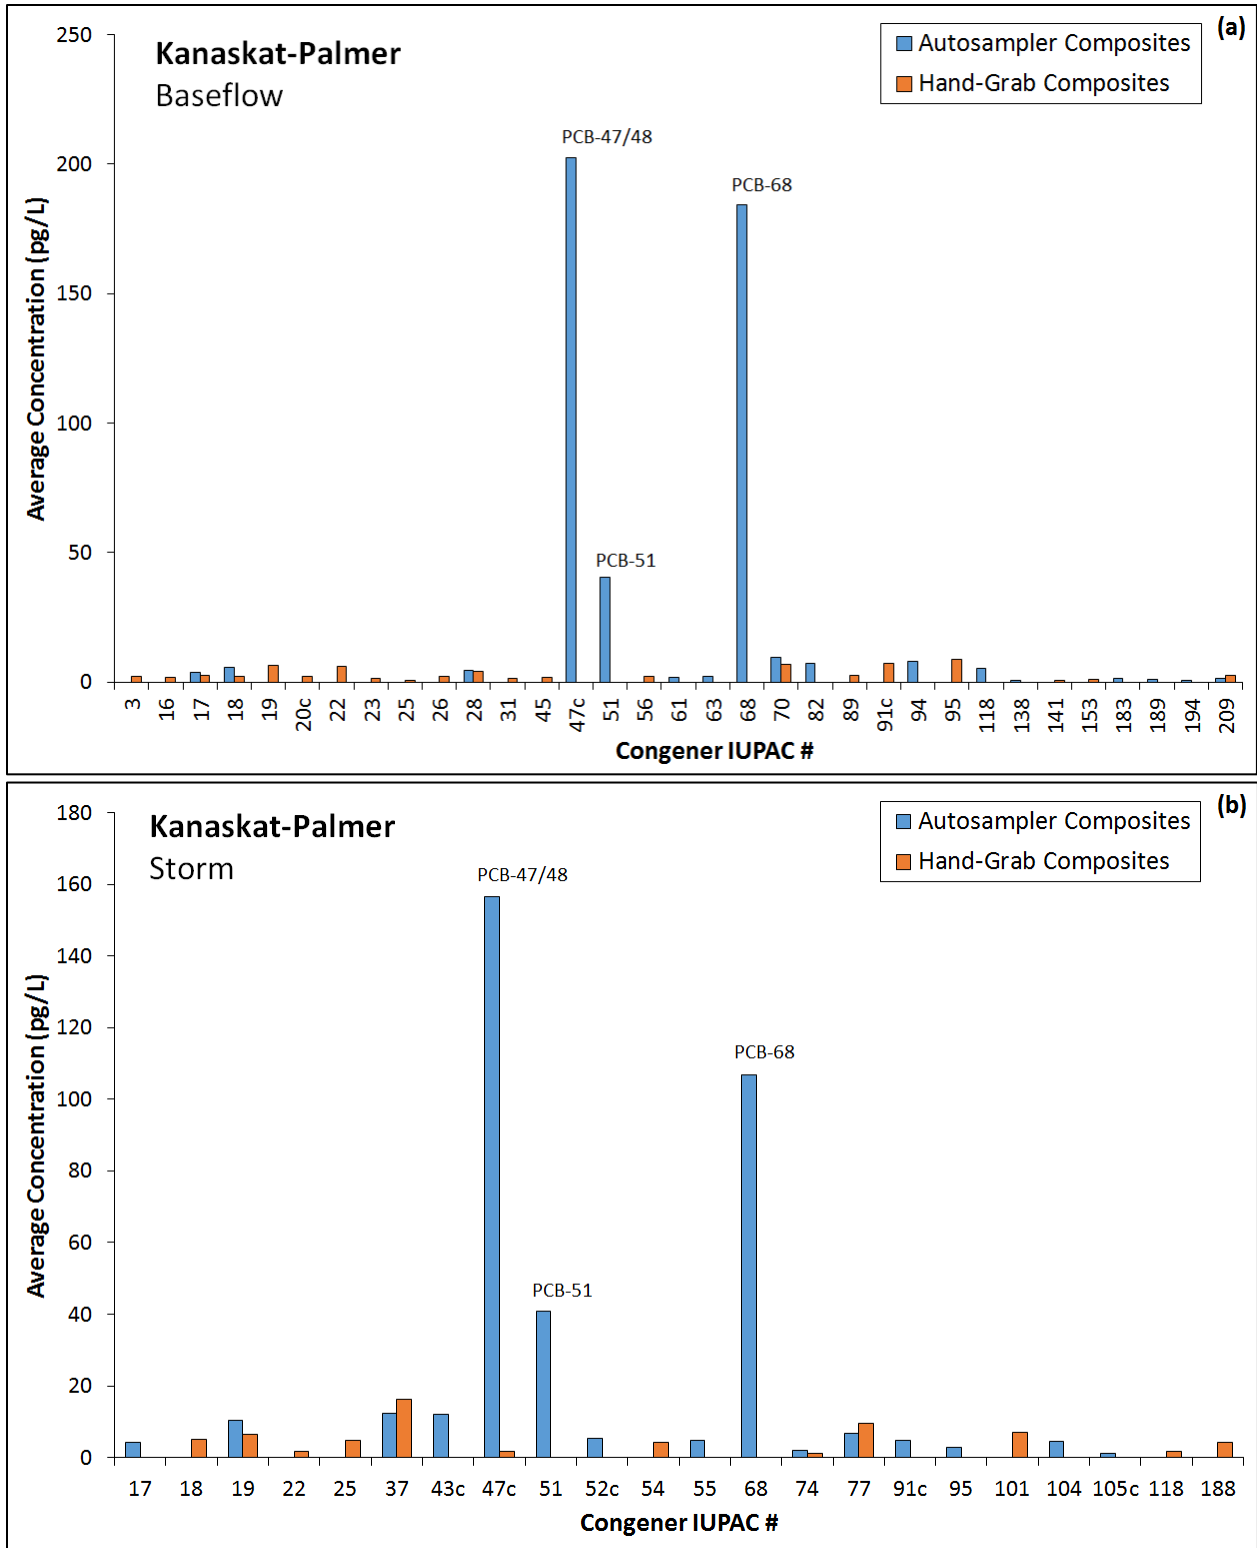 (a)
Kanaskat-Palmer
Baseflow
Autosampler Composites
Hand-Grab Composites
250
200
150
100
50
0
Average Concentration (pg/L)
PCB-47/48
PCB-51
PCB-68
3 16 17 18 19 20c 22 23 25 26 28 31 45 47c 51 56 61 63 68 70 82 89 91c 94 95 118 138 141 153 183 189 194 209
Congener IUPAC #
(b)
Kanaskat-Palmer
Storm
Autosampler Composites
Hand-Grab Composites
180
160
140
120
100
80
60
40
20
0
Average Concentration (pg/L)
PCB-47/48
PCB-51
PCB-68
17 18 19 22 25 37 43c 47c 51 52c 54 55 68 74 77 91c 95 101 104 105c 118 188
Congener IUPAC #